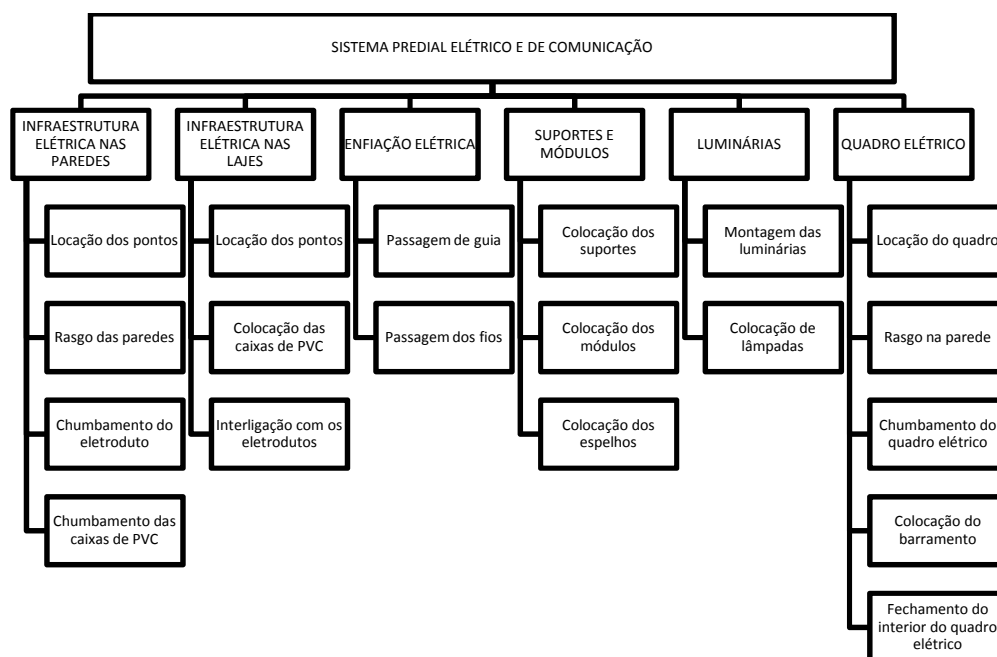 SISTEMA PREDIAL ELÉTRICO E DE COMUNICAÇÃO
INFRAESTRUTURA
ELÉTRICA NAS
PAREDES
Locação dos pontos
Rasgo das paredes
Chumbamento do
eletroduto
Chumbamento das
caixas de PVC
INFRAESTRUTURA
ELÉTRICA NAS
LAJES
Locação dos pontos
Colocação das
caixas de PVC
Interligação com os
eletrodutos
ENFIAÇÃO ELÉTRICA
Passagem de guia
Passagem dos fios
SUPORTES E
MÓDULOS
Colocação dos
suportes
Colocação dos
módulos
Colocação dos
espelhos
LUMINÁRIAS
Montagem das
luminárias
Colocação de
lâmpadas
QUADRO ELÉTRICO
Locação do quadro
Rasgo na parede
Chumbamento do
quadro elétrico
Colocação do
barramento
Fechamento do
interior do quadro
elétrico